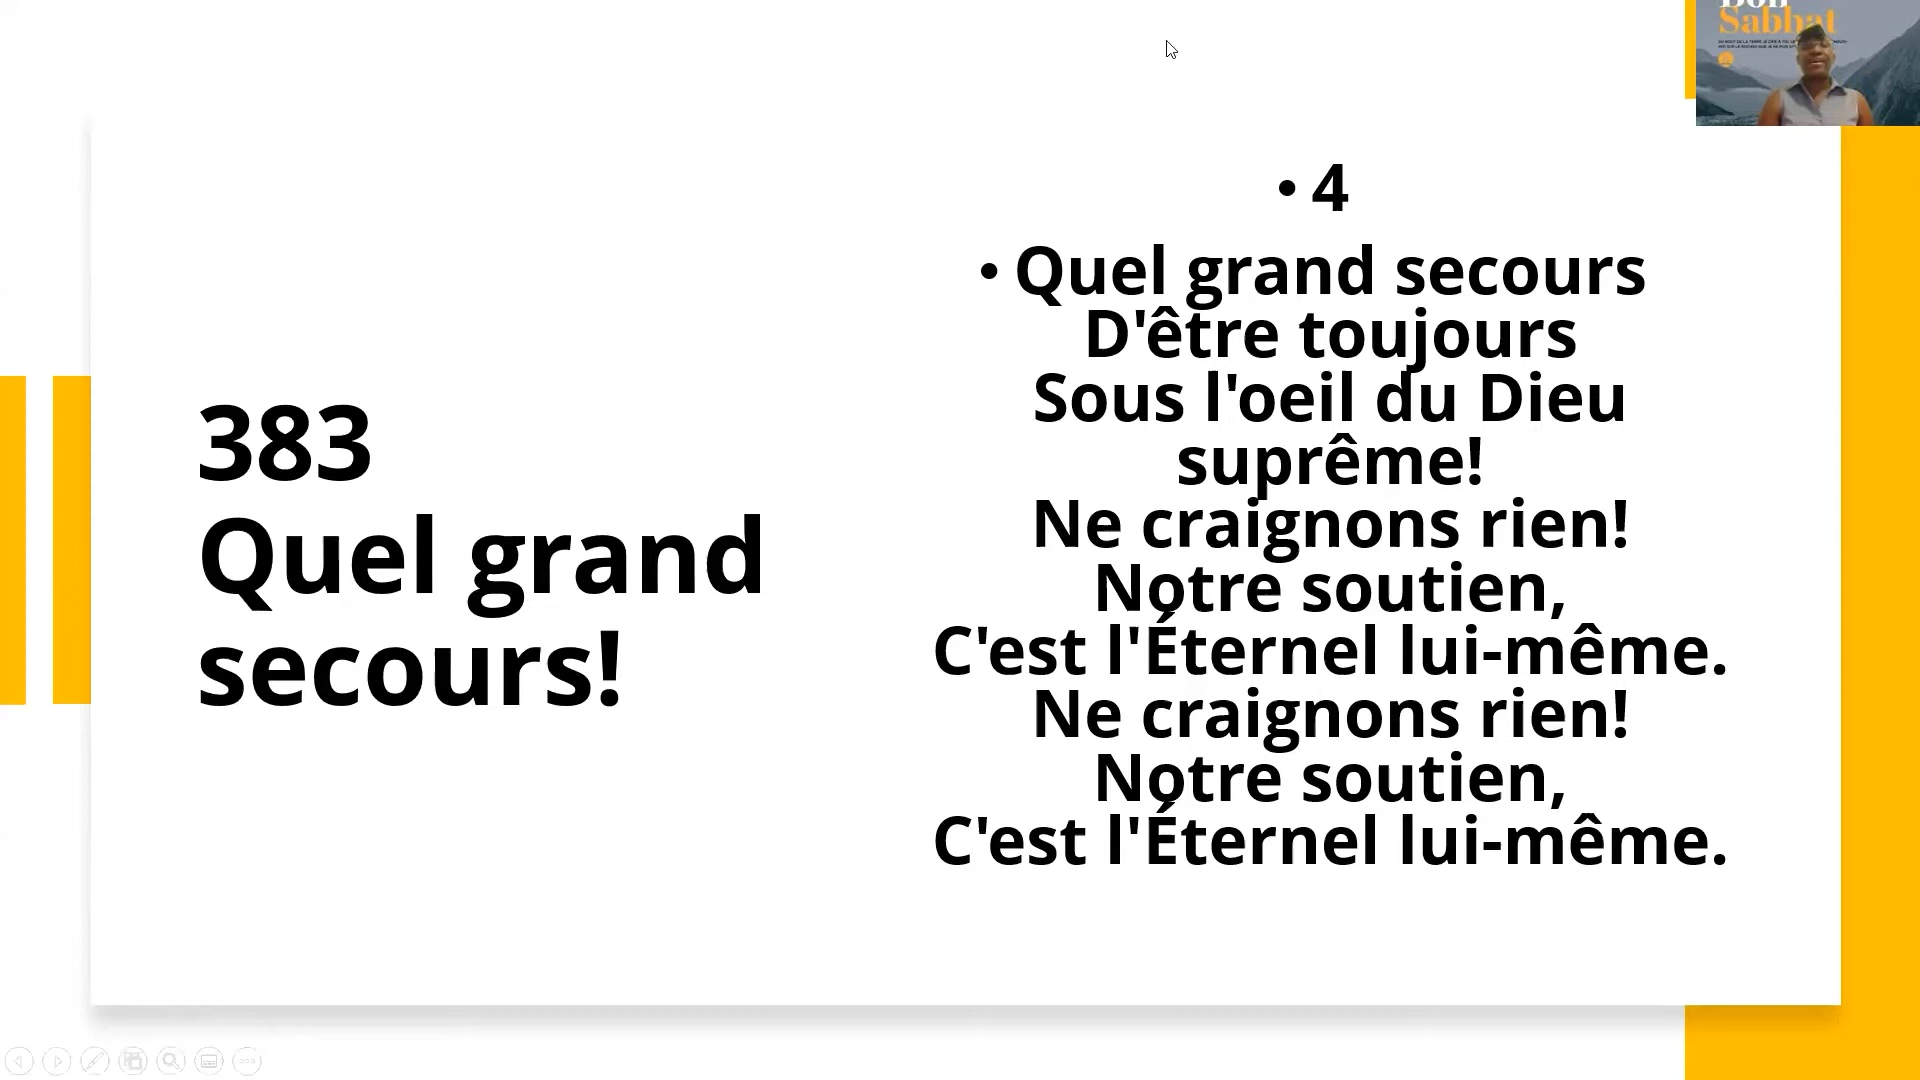 Bon
Sabbat
383
Quel grand
secours!
• 4
• Quel grand secours
D'être toujours
Sous l'oeil du Dieu
suprême!
Ne craignons rien!
Notre soutien,
C'est l'Éternel lui-même.
Ne craignons rien!
Notre soutien,
C'est l'Éternel lui-même.